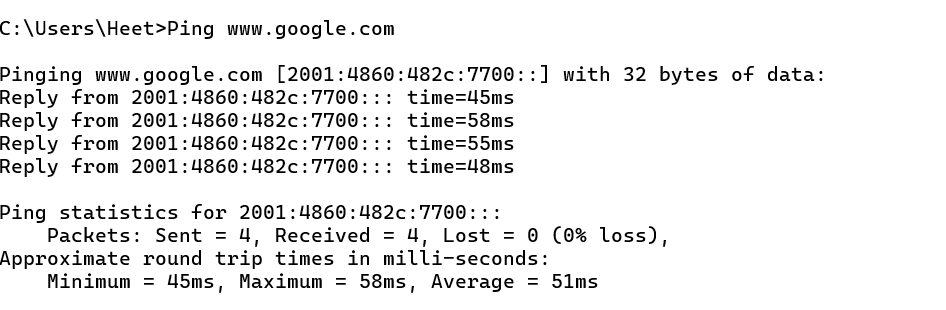 C:\Users\Heet>Ping www.google.com
Pinging www.google.com [2001:4860:482c:7700::] with 32 bytes of data:
Reply from 2001:4860:482c:7700::: time=45ms
Reply from 2001:4860:482c:7700::: time=58ms
Reply from 2001:4860:482c:7700::: time=55ms
Reply from 2001:4860:482c:7700::: time=48ms
Ping statistics for 2001:4860:482c:7700:::
    Packets: Sent = 4, Received = 4, Lost = 0 (0% loss),
Approximate round trip times in milli-seconds:
    Minimum = 45ms, Maximum = 58ms, Average = 51ms